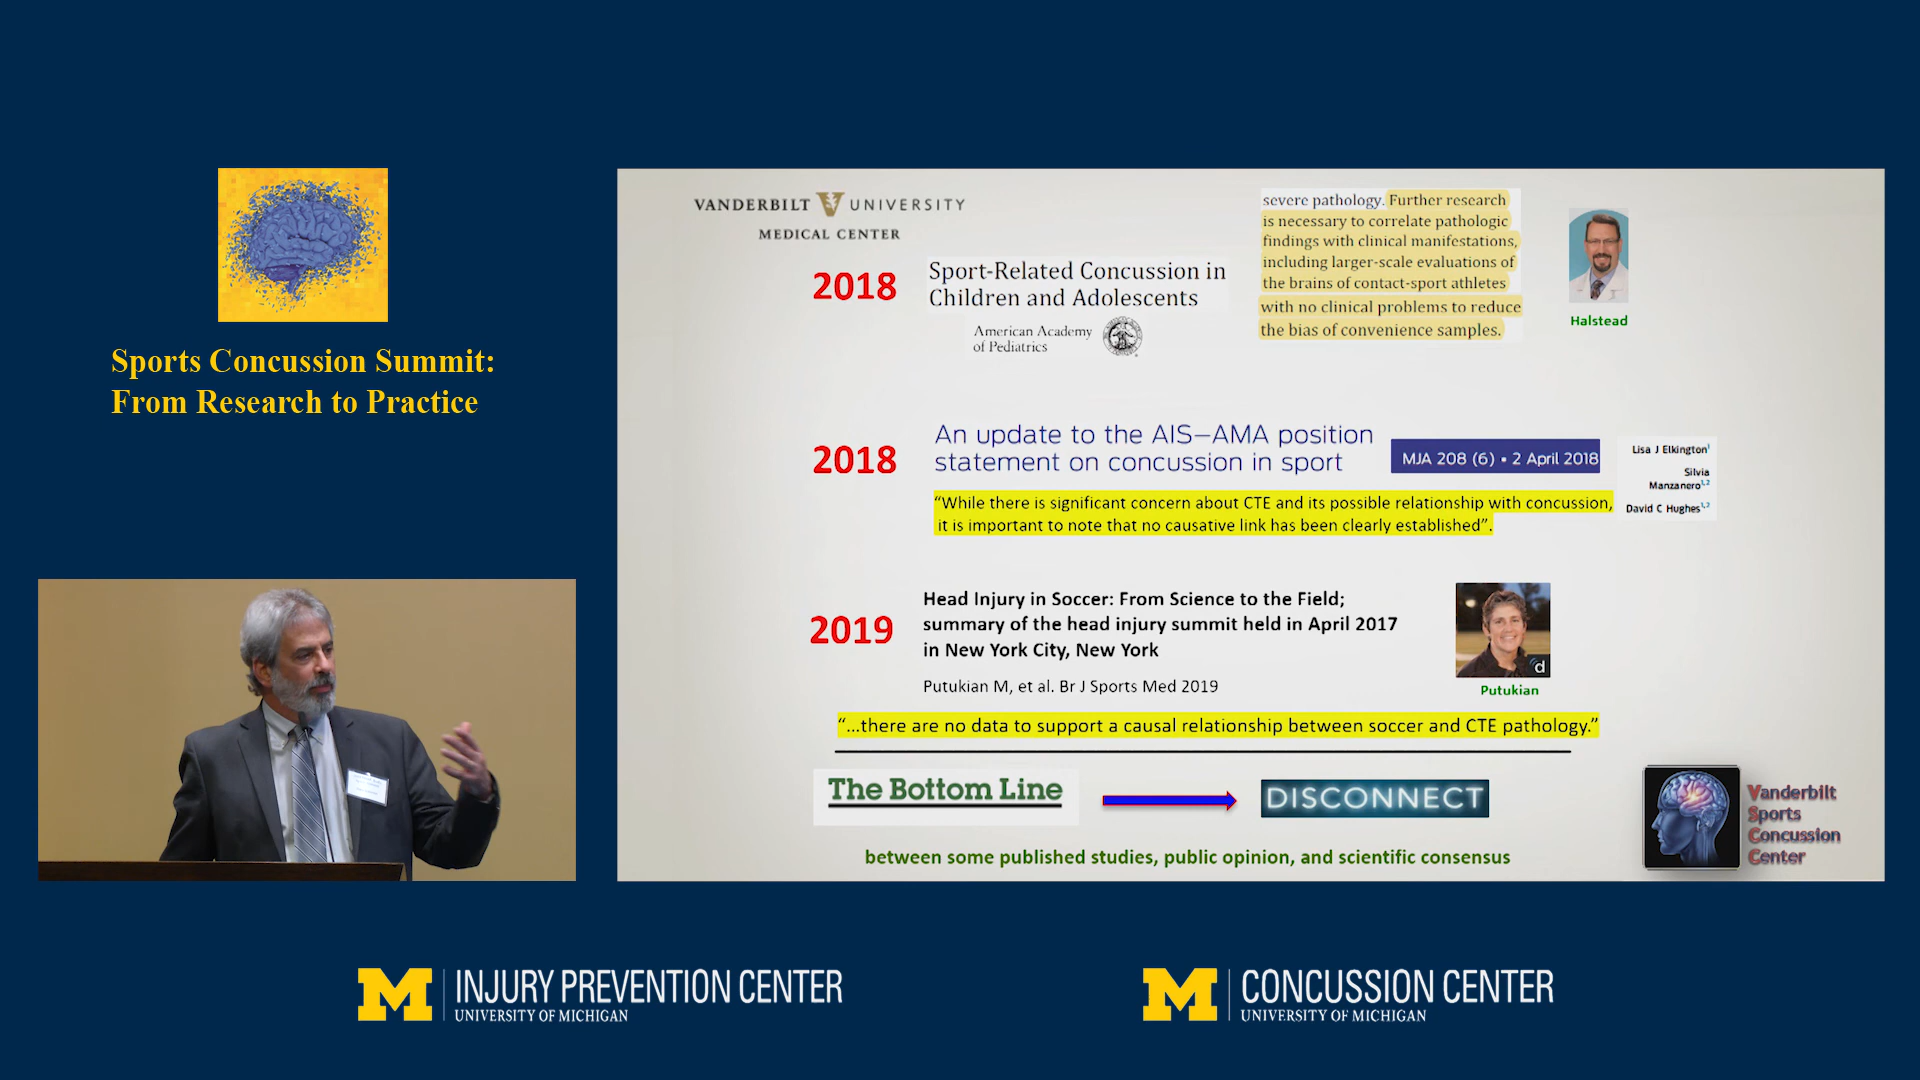 Sports Concussion Summit:
From Research to Practice
VANDERBILT UNIVERSITY
MEDICAL CENTER
2018
Sport-Related Concussion in
Children and Adolescents
American Academy
of Pediatrics
severe pathology. Further research
is necessary to correlate pathologic
findings with clinical manifestations,
including larger-scale evaluations of
the brains of contact-sport athletes
with no clinical problems to reduce
the bias of convenience samples.
Halstead
2018
An update to the AIS–AMA position
statement on concussion in sport
MJA 208 (6) • 2 April 2018
Lisa J Elkington1
Silvia
Manzanero1,2
David C Hughes1,3
“While there is significant concern about CTE and its possible relationship with concussion,
it is important to note that no causative link has been clearly established”.
2019
Head Injury in Soccer: From Science to the Field;
summary of the head injury summit held in April 2017
in New York City, New York
Putukian M, et al. Br J Sports Med 2019
d
Putukian
“...there are no data to support a causal relationship between soccer and CTE pathology.”
The Bottom Line
DISCONNECT
between some published studies, public opinion, and scientific consensus
Vanderbilt
Sports
Concussion
Center
M INJURY PREVENTION CENTER
UNIVERSITY OF MICHIGAN
M CONCUSSION CENTER
UNIVERSITY OF MICHIGAN